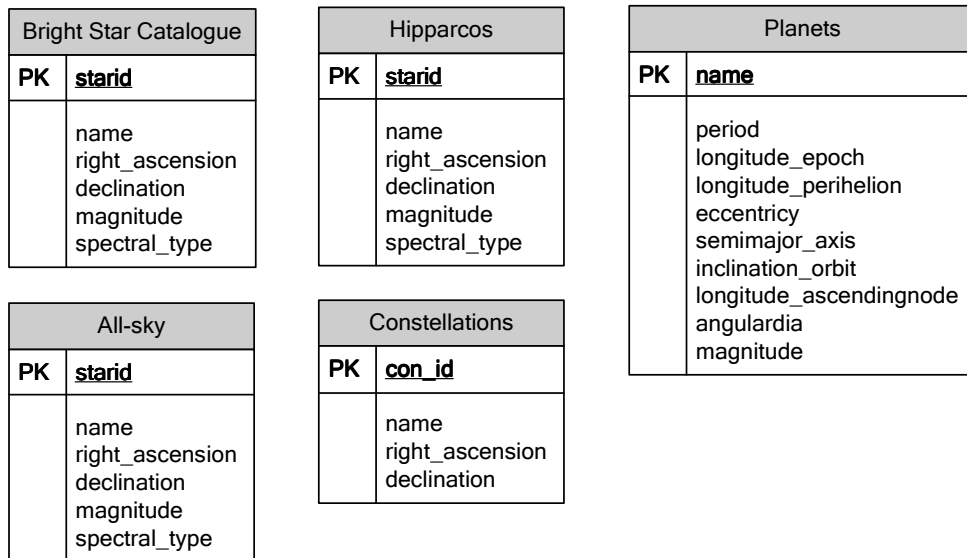 Bright Star Catalogue
PK starid
name
right_ascension
declination
magnitude
spectral_type
Hipparcos
PK starid
name
right_ascension
declination
magnitude
spectral_type
Planets
PK name
period
longitude_epoch
longitude_perihelion
eccentricy
semimajor_axis
inclination_orbit
longitude_ascendingnode
angulardia
magnitude
All-sky
PK starid
name
right_ascension
declination
magnitude
spectral_type
Constellations
PK con_id
name
right_ascension
declination